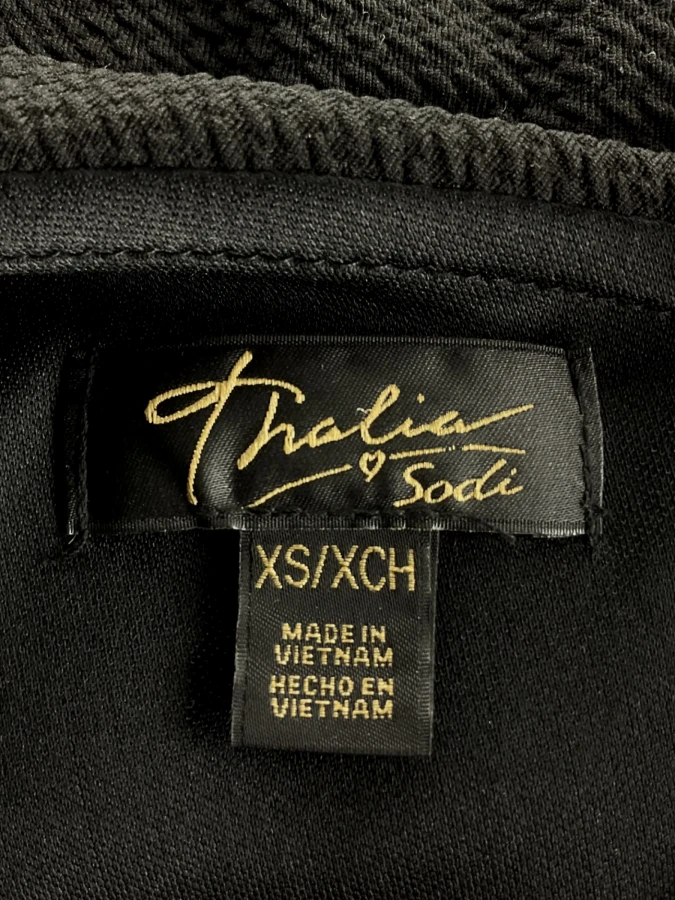 Thalia
Sodi
XS/XCH
MADE IN
VIETNAM
HECHO EN
VIETNAM